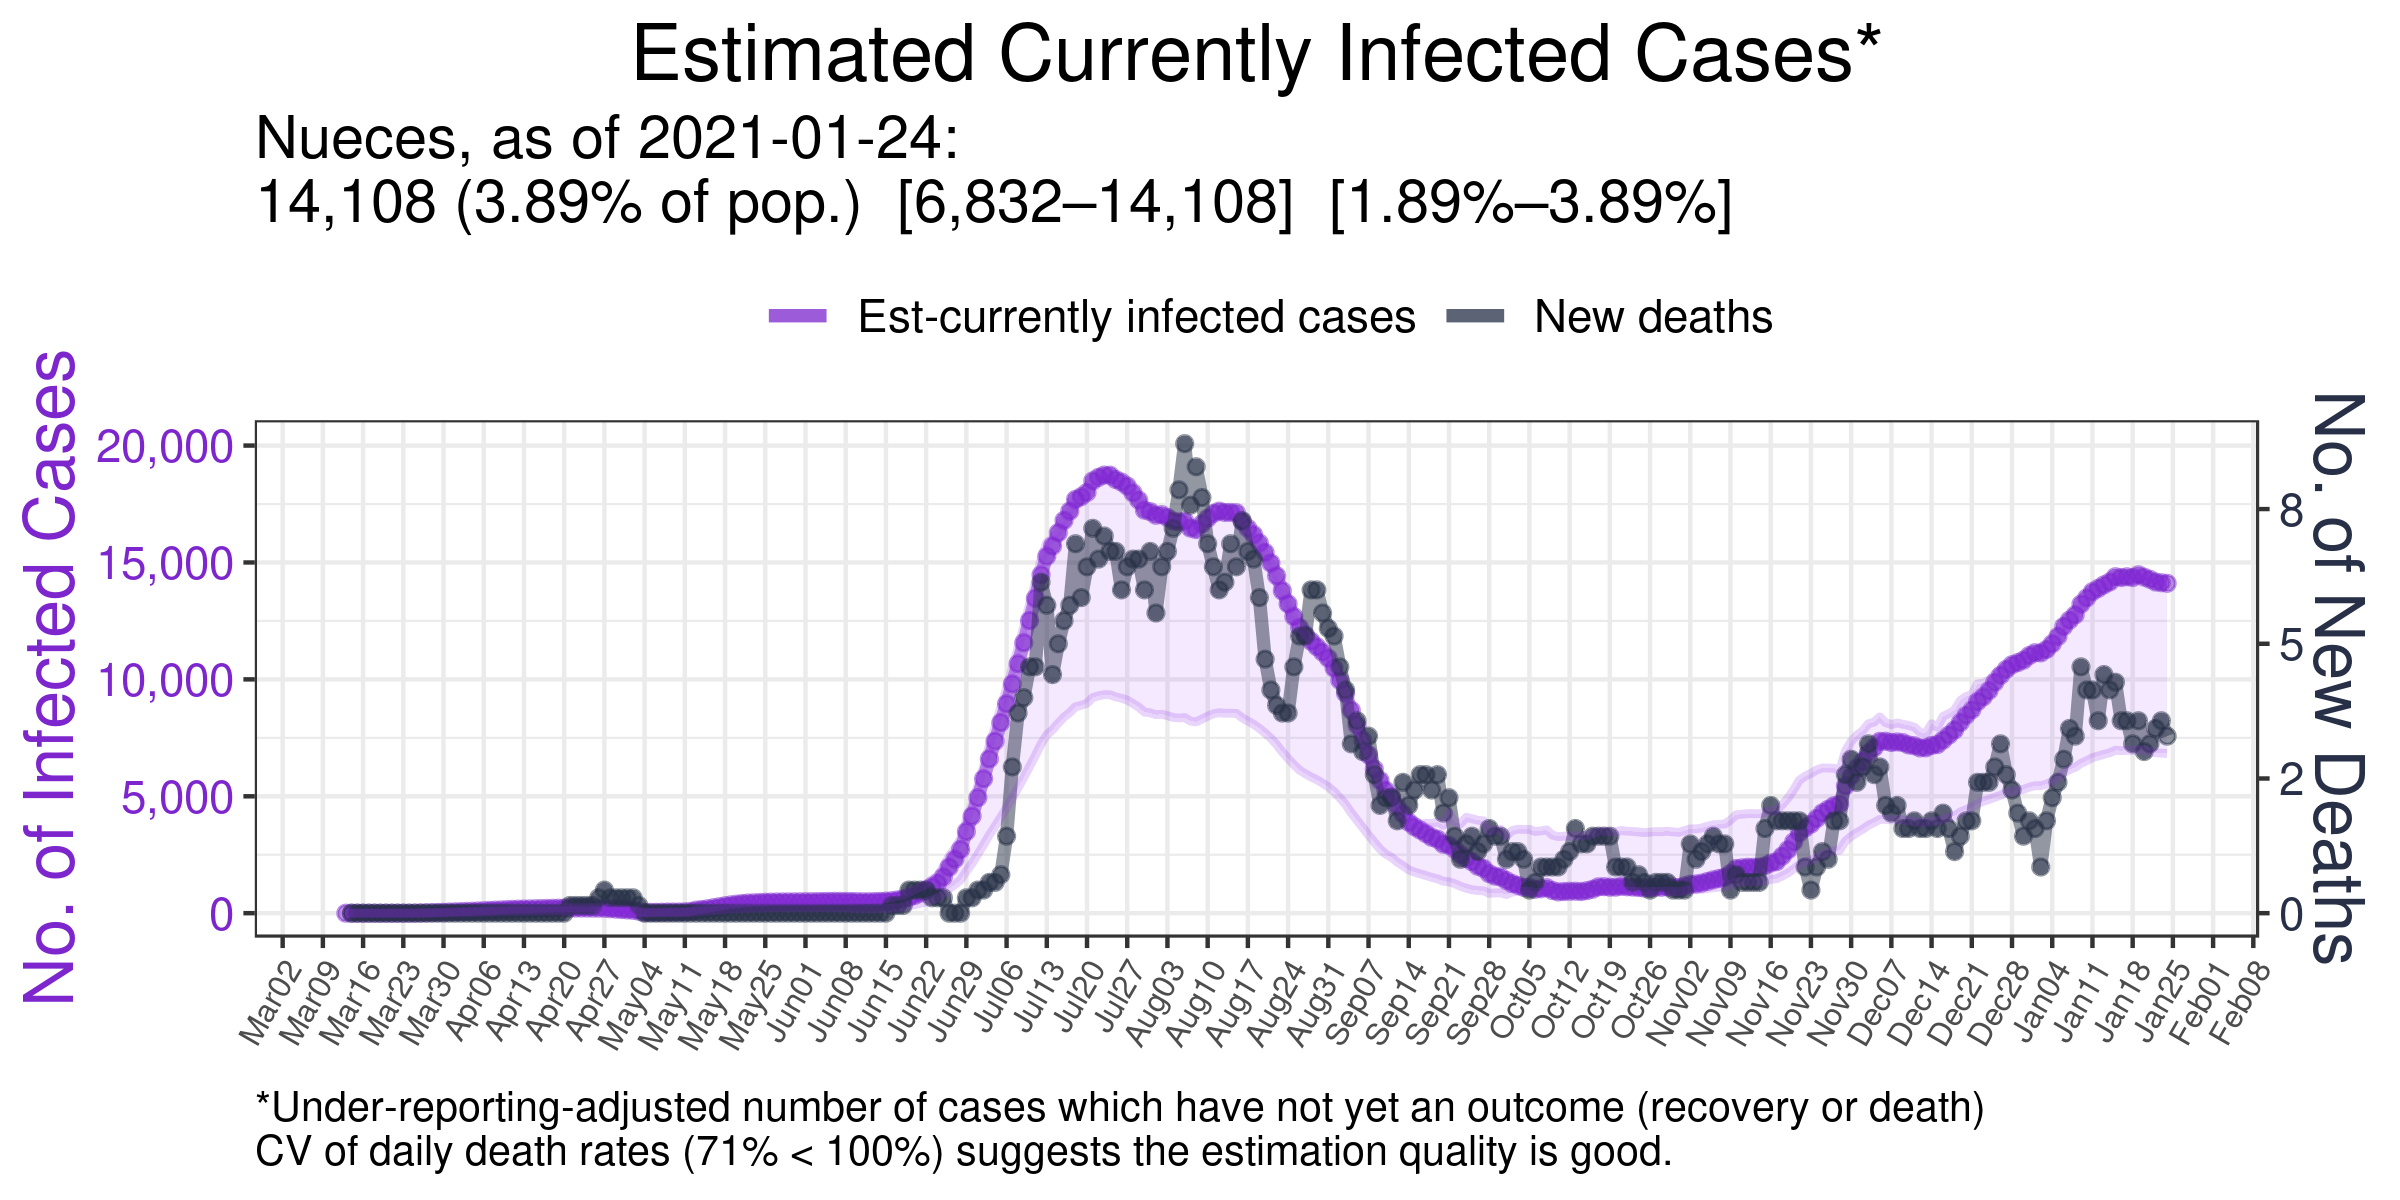 Estimated Currently Infected Cases*
Nueces, as of 2021-01-24:
14,108 (3.89% of pop.) [6,832–14,108] [1.89%–3.89%]
Est-currently infected cases
New deaths
No. of Infected Cases
20,000
15,000
10,000
5,000
0
No. of New Deaths
8
5
2
0
Mar02
Mar09
Mar16
Mar23
Mar30
Apr06
Apr13
Apr20
Apr27
May04
May11
May18
May25
Jun01
Jun08
Jun15
Jun22
Jun29
Jul06
Jul13
Jul20
Jul27
Aug03
Aug10
Aug17
Aug24
Aug31
Sep07
Sep14
Sep21
Sep28
Oct05
Oct12
Oct19
Oct26
Nov02
Nov09
Nov16
Nov23
Nov30
Dec07
Dec14
Dec21
Dec28
Jan04
Jan11
Jan18
Jan25
Feb01
Feb08
*Under-reporting-adjusted number of cases which have not yet an outcome (recovery or death)
CV of daily death rates (71% < 100%) suggests the estimation quality is good.